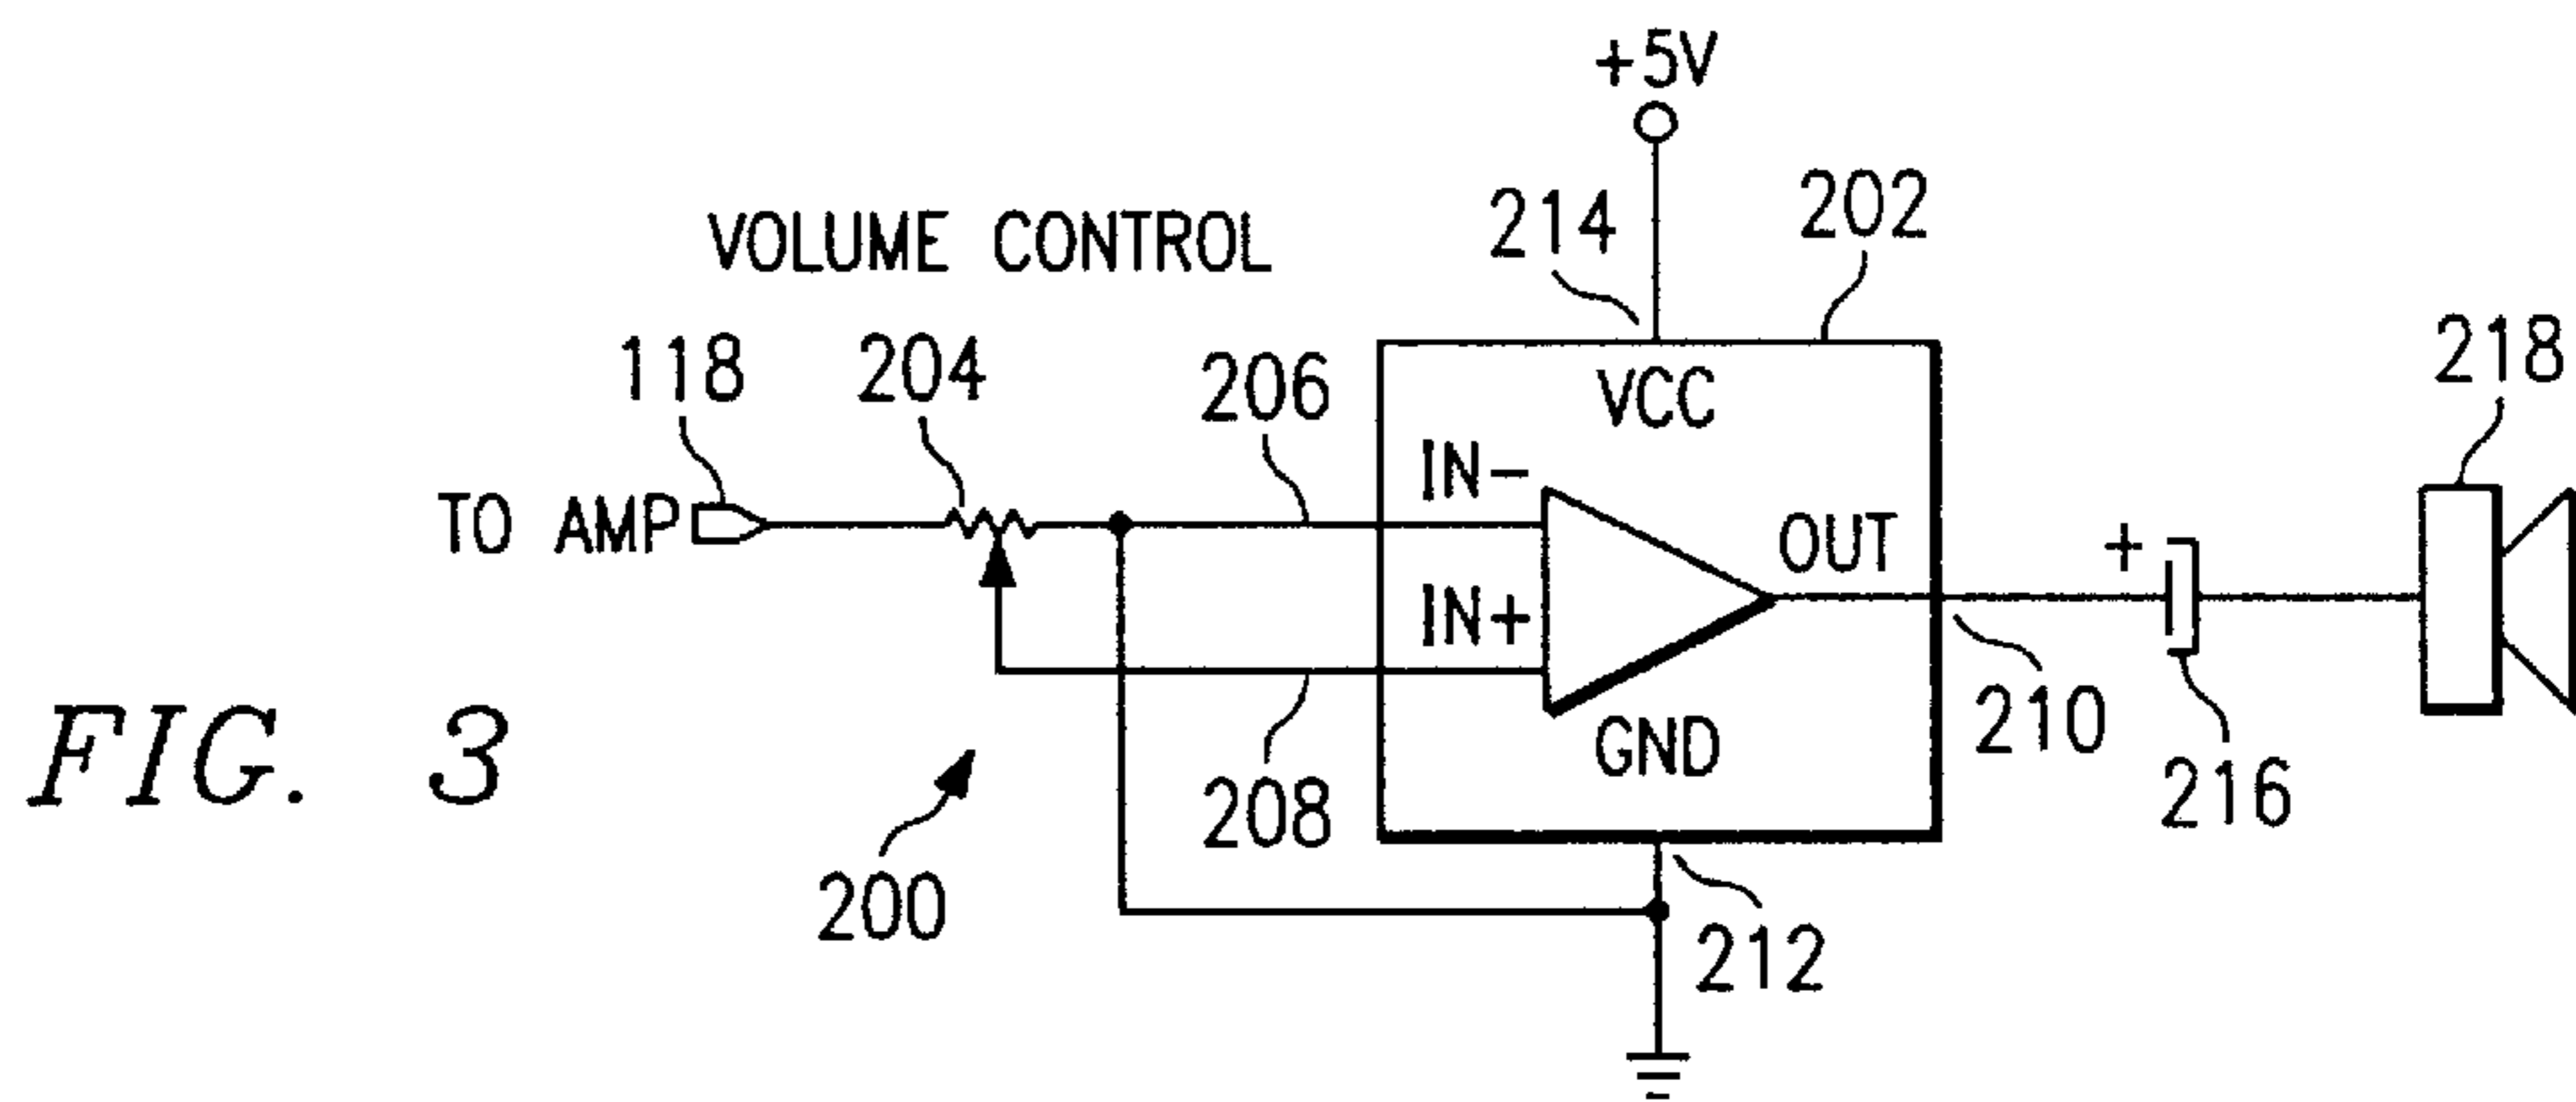 +5V
214
202
VOLUME CONTROL
118
204
206
218
VCC
IN-
TO AMP
OUT
+
IN+
FIG. 3
GND
210
208
216
200
212